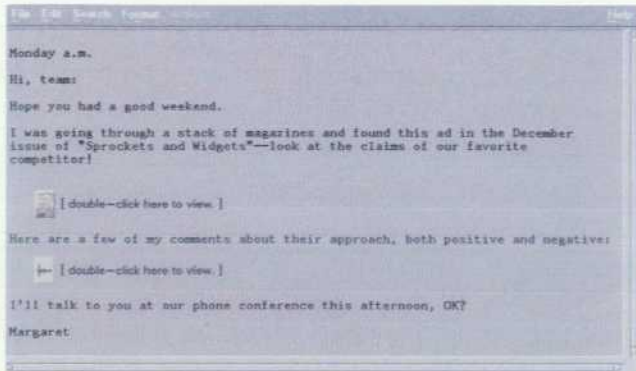 File Edit Search Format
Help
Monday a.m.
Hi, team:
Hope you had a good weekend.
I was going through a stack of magazines and found this ad in the December
issue of "Sprockets and Widgets"--look at the claims of our favorite
competitor!
[ double-click here to view. ]
Here are a few of my comments about their approach, both positive and negative:
[ double-click here to view. ]
I'll talk to you at our phone conference this afternoon, OK?
Margaret